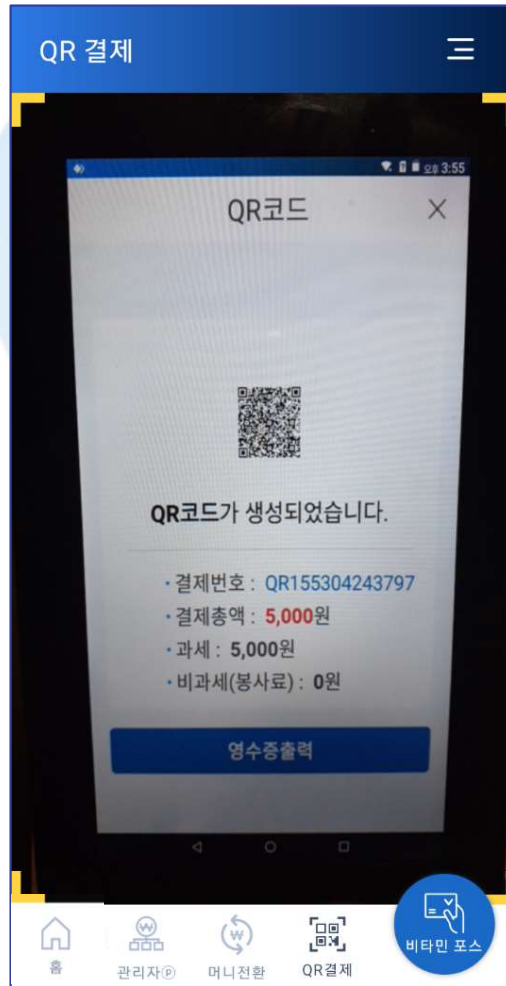 QR 결제
오후 3:55
QR코드
QR코드가 생성되었습니다.
· 결제번호 : QR155304243797
· 결제총액 : 5,000원
· 과세 : 5,000원
· 비과세(봉사료) : 0원
영수증출력
비타민 포스
홈
관리자ⓟ
머니전환
QR결제